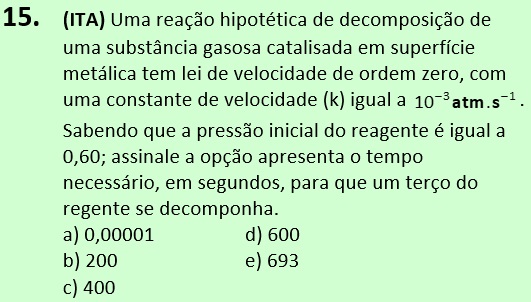 15. (ITA) Uma reação hipotética de decomposição de
uma substância gasosa catalisada em superfície
metálica tem lei de velocidade de ordem zero, com
uma constante de velocidade (k) igual a 10⁻³ atm.s⁻¹.
Sabendo que a pressão inicial do reagente é igual a
0,60; assinale a opção apresenta o tempo
necessário, em segundos, para que um terço do
regente se decomponha.
a) 0,00001 d) 600
b) 200 e) 693
c) 400